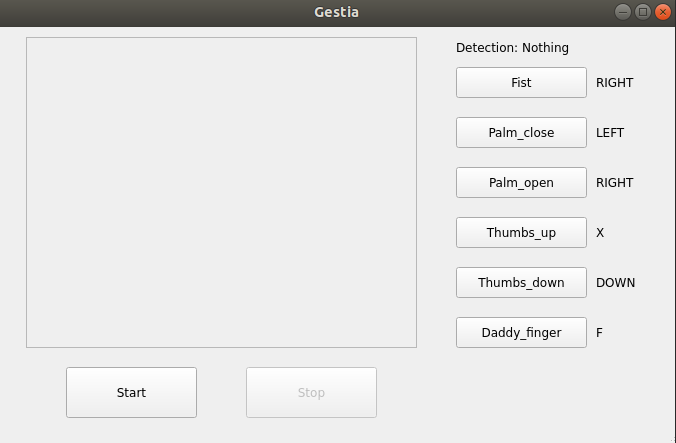 Gestia
Detection: Nothing
Fist RIGHT
Palm_close LEFT
Palm_open RIGHT
Thumbs_up X
Thumbs_down DOWN
Daddy_finger F
Start Stop